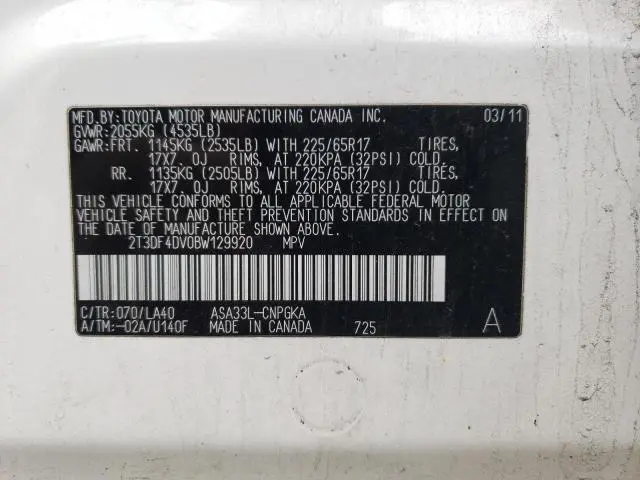 MFD.BY:TOYOTA MOTOR MANUFACTURING CANADA INC. 03/11
GVWR:2055KG (4535LB)
GAWR:FRT. 1145KG (2535LB) WITH 225/65R17 TIRES,
17X7.0J RIMS, AT 220KPA (32PSI) COLD.
RR. 1135KG (2505LB) WITH 225/65R17 TIRES,
17X7.0J RIMS, AT 220KPA (32PSI) COLD.
THIS VEHICLE CONFORMS TO ALL APPLICABLE FEDERAL MOTOR
VEHICLE SAFETY AND THEFT PREVENTION STANDARDS IN EFFECT
ON THE DATE OF MANUFACTURE SHOWN ABOVE.
2T3DF4DV0BW129920 MPV
C/TR:070/LA40 ASA33L-CNPGKA
A/TM:-02A/U140F MADE IN CANADA 725 A